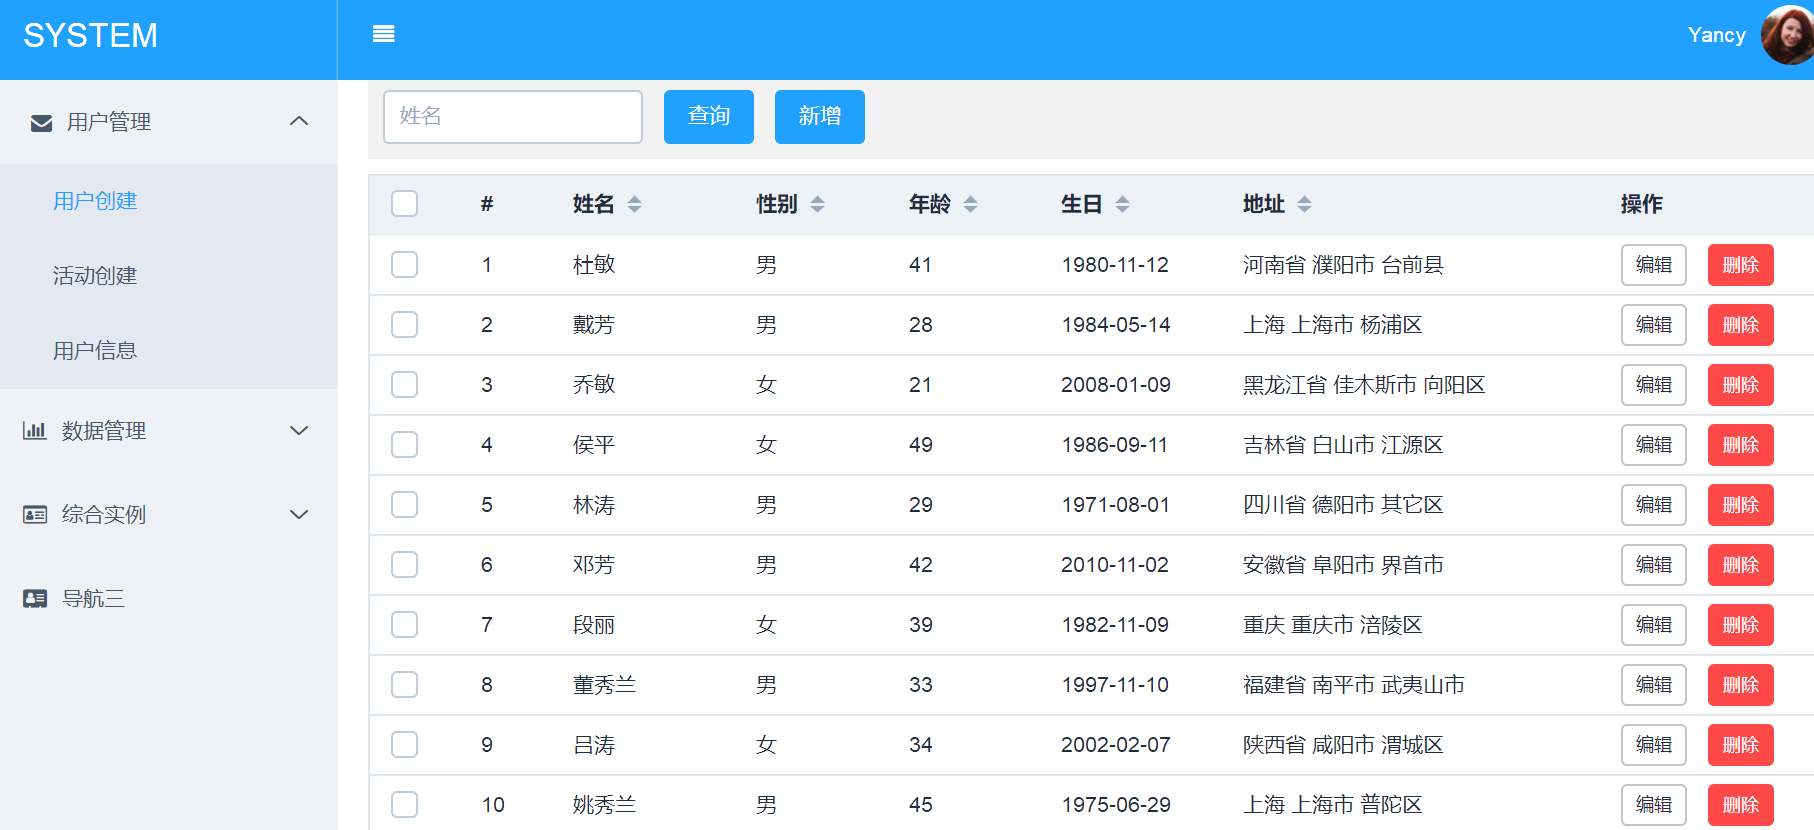 SYSTEM
Yancy
用户管理
用户创建
活动创建
用户信息
数据管理
综合实例
导航三
姓名 查询 新增
# 姓名 性别 年龄 生日 地址 操作
1 杜敏 男 41 1980-11-12 河南省 濮阳市 台前县 编辑 删除
2 戴芳 男 28 1984-05-14 上海 上海市 杨浦区 编辑 删除
3 乔敏 女 21 2008-01-09 黑龙江省 佳木斯市 向阳区 编辑 删除
4 侯平 女 49 1986-09-11 吉林省 白山市 江源区 编辑 删除
5 林涛 男 29 1971-08-01 四川省 德阳市 其它区 编辑 删除
6 邓芳 男 42 2010-11-02 安徽省 阜阳市 界首市 编辑 删除
7 段丽 女 39 1982-11-09 重庆 重庆市 涪陵区 编辑 删除
8 董秀兰 男 33 1997-11-10 福建省 南平市 武夷山市 编辑 删除
9 吕涛 女 34 2002-02-07 陕西省 咸阳市 渭城区 编辑 删除
10 姚秀兰 男 45 1975-06-29 上海 上海市 普陀区 编辑 删除